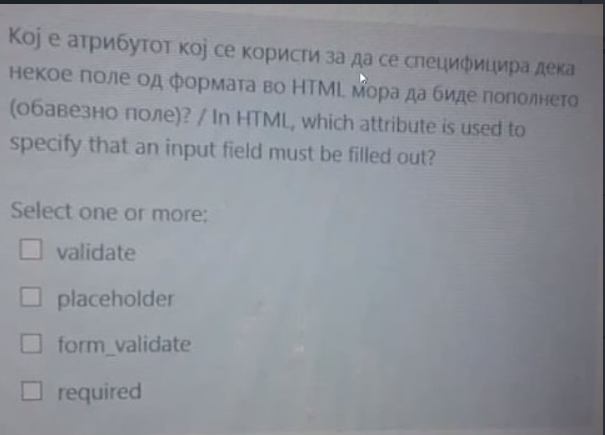 Кој е атрибутот кој се користи за да се специфицира дека
некое поле од формата во HTML мора да биде пополнето
(обавезно поле)? / In HTML, which attribute is used to
specify that an input field must be filled out?
Select one or more:
validate
placeholder
form_validate
required